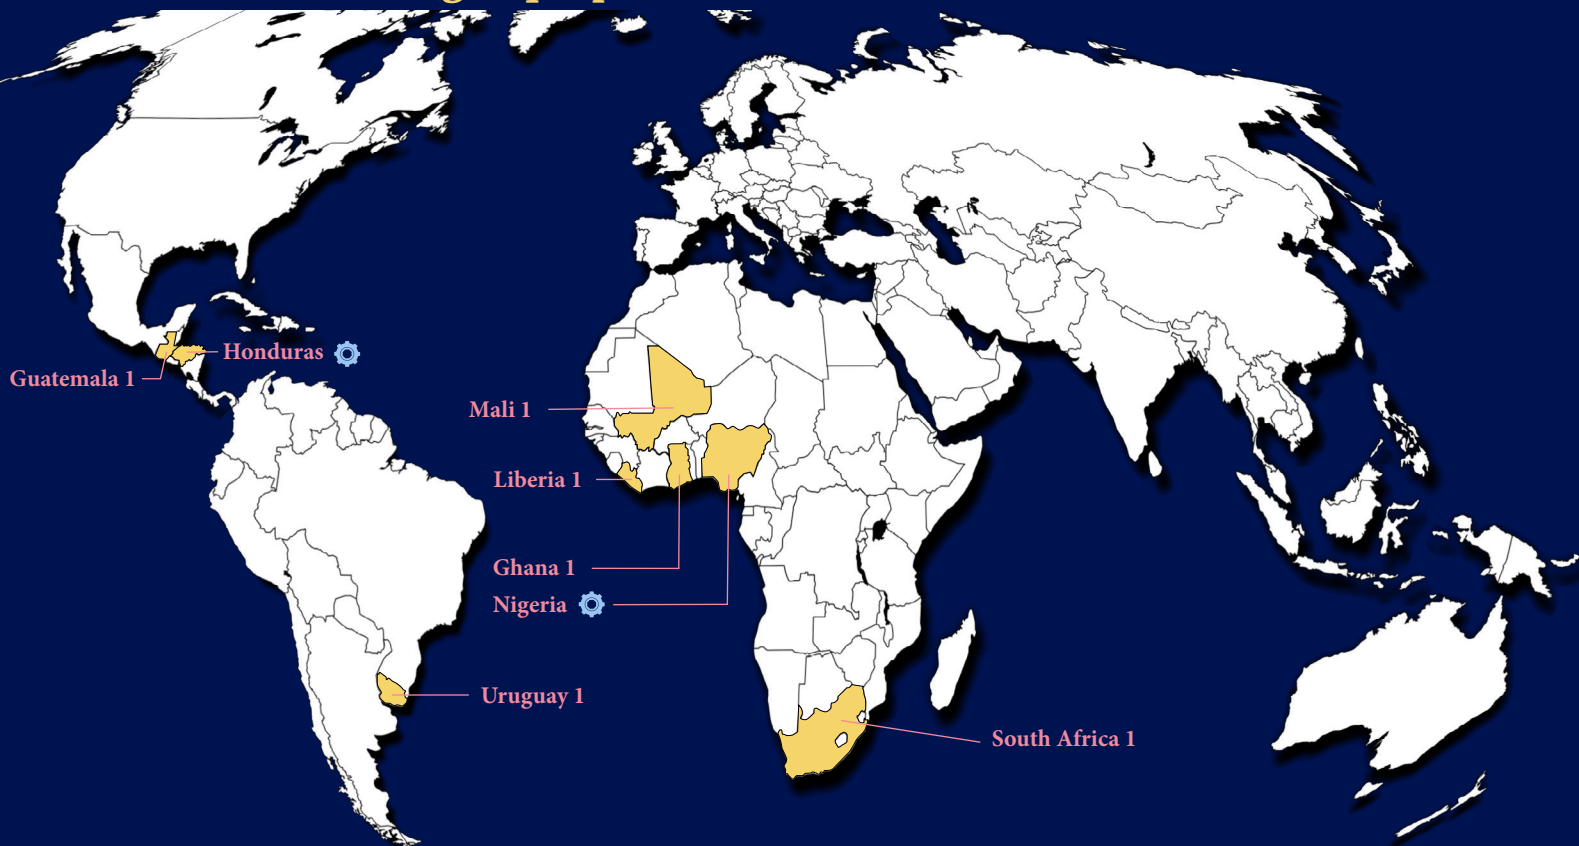 Honduras
Guatemala 1
Mali 1
Liberia 1
Ghana 1
Nigeria
Uruguay 1
South Africa 1